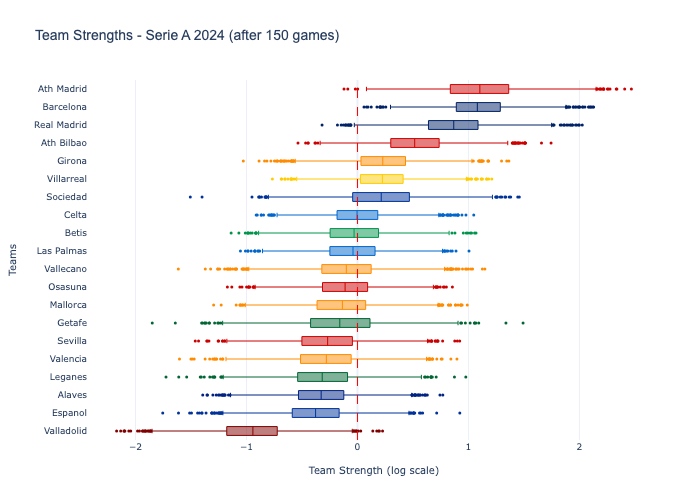 Team Strengths - Serie A 2024 (after 150 games)
Ath Madrid
Barcelona
Real Madrid
Ath Bilbao
Girona
Villarreal
Sociedad
Celta
Betis
Las Palmas
Vallecano
Osasuna
Mallorca
Getafe
Sevilla
Valencia
Leganes
Alaves
Espanol
Valladolid
Teams
−2
−1
0
1
2
Team Strength (log scale)